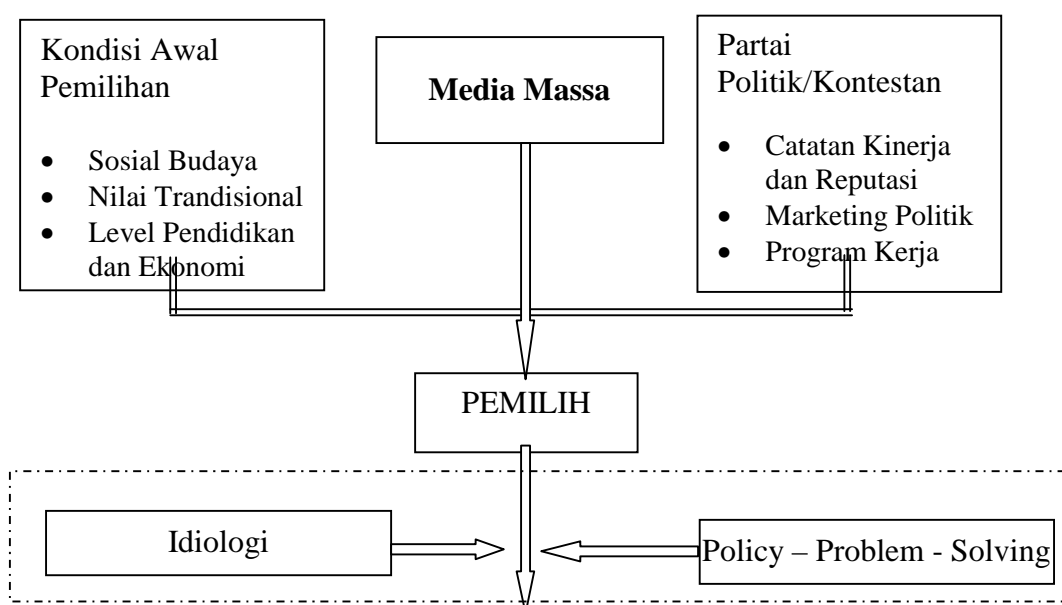 Kondisi Awal
Pemilihan
• Sosial Budaya
• Nilai Trandisional
• Level Pendidikan
dan Ekonomi
Media Massa
Partai
Politik/Kontestan
• Catatan Kinerja
dan Reputasi
• Marketing Politik
• Program Kerja
PEMILIH
Idiologi
Policy – Problem - Solving